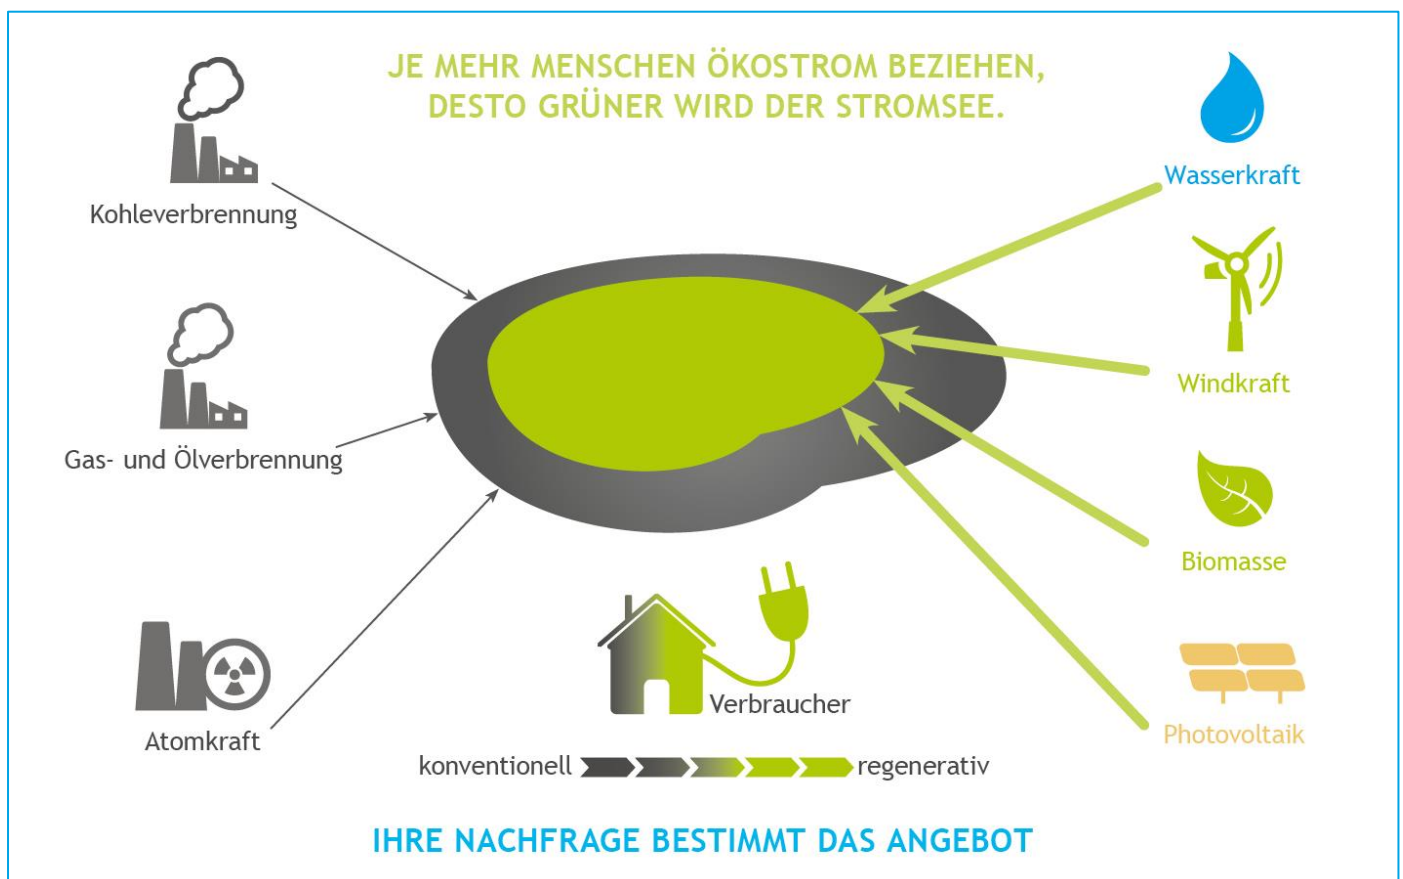 JE MEHR MENSCHEN ÖKOSTROM BEZIEHEN,
DESTO GRÜNER WIRD DER STROMSEE.
Kohleverbrennung
Gas- und Ölverbrennung
Atomkraft
Wasserkraft
Windkraft
Biomasse
Photovoltaik
Verbraucher
konventionell regenerativ
IHRE NACHFRAGE BESTIMMT DAS ANGEBOT